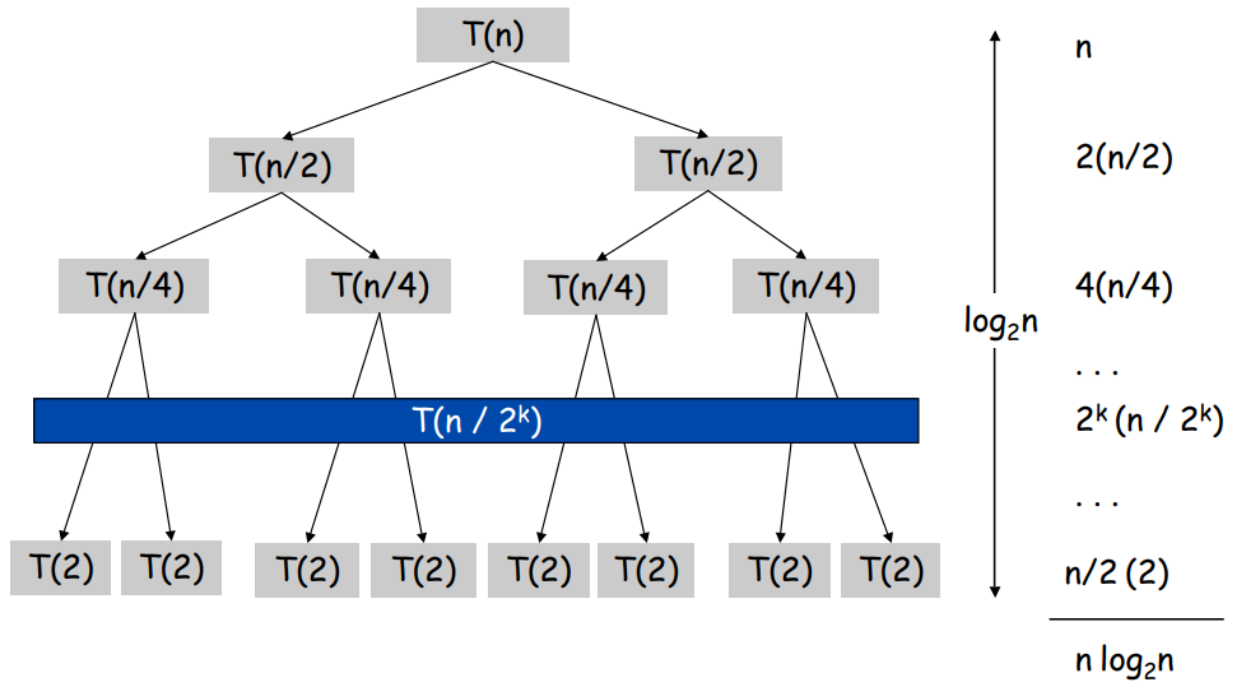 T(n)
n
T(n/2) T(n/2)
2(n/2)
T(n/4) T(n/4) T(n/4) T(n/4)
4(n/4)
log₂n
. . .
T(n / 2ᵏ)
2ᵏ (n / 2ᵏ)
. . .
T(2) T(2) T(2) T(2) T(2) T(2) T(2) T(2)
n/2 (2)
n log₂n